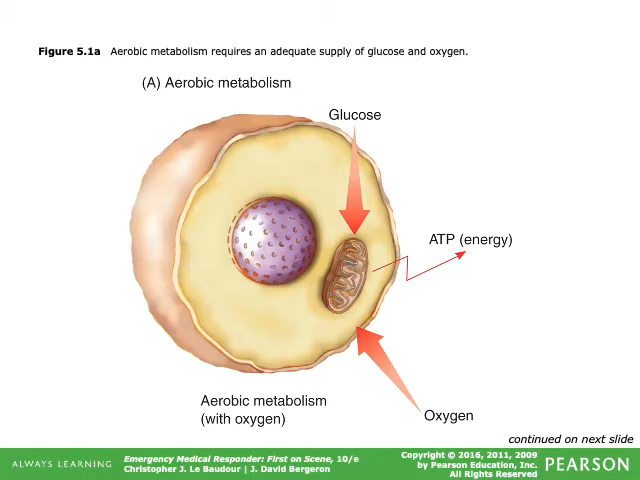 Figure 5.1a Aerobic metabolism requires an adequate supply of glucose and oxygen.
(A) Aerobic metabolism
Glucose
ATP (energy)
Aerobic metabolism
(with oxygen)
Oxygen
continued on next slide
ALWAYS LEARNING
Emergency Medical Responder: First on Scene, 10/e
Christopher J. Le Baudour | J. David Bergeron
Copyright © 2016, 2011, 2009
by Pearson Education, Inc.
All Rights Reserved
PEARSON